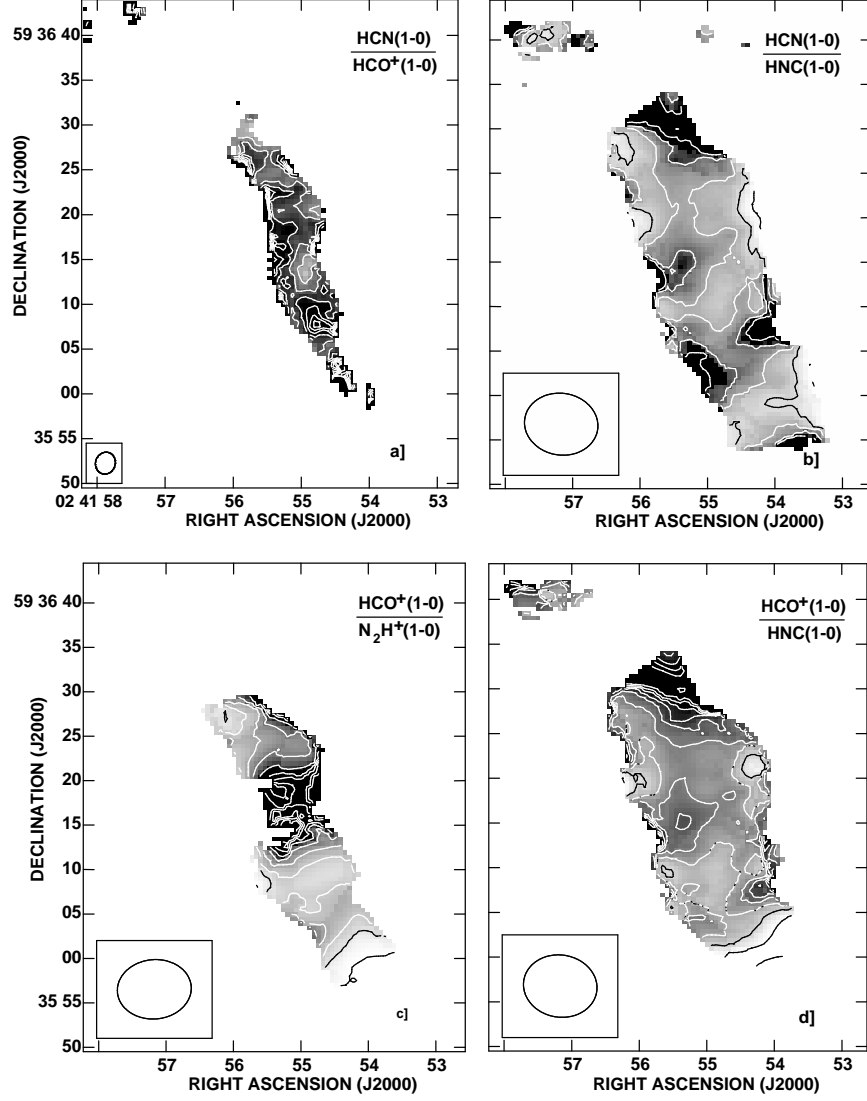 59 36 40
35
30
25
20
15
10
05
00
35 55
50
DECLINATION (J2000)
HCN(1-0)
HCO+(1-0)
a]
02 41 58
57
56
55
54
53
RIGHT ASCENSION (J2000)
HCN(1-0)
HNC(1-0)
b]
57
56
55
54
53
RIGHT ASCENSION (J2000)
59 36 40
35
30
25
20
15
10
05
00
35 55
50
DECLINATION (J2000)
HCO+(1-0)
N2H+(1-0)
c]
57
56
55
54
53
RIGHT ASCENSION (J2000)
HCO+(1-0)
HNC(1-0)
d]
57
56
55
54
53
RIGHT ASCENSION (J2000)